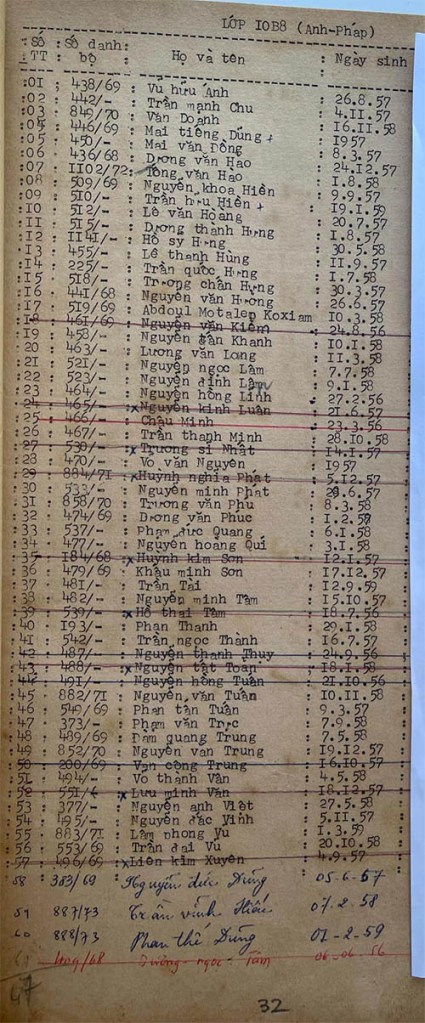 LỚP 10B8 (Anh-Pháp)
Số TT : Số danh bộ : Họ và tên : Ngày sinh
:01 : 438/69 : Vũ hữu Ánh : 26.8.57
:02 : 442/- : Trần mạnh Chu : 4.11.57
:03 : 849/70 : Văn Doanh : 16.11.58
:04 : 446/69 : Mai tiếng Dũng + : 1957
:05 : 450/- : Mai văn Đồng : 8.3.57
:06 : 436/68 : Dương văn Hào : 24.12.57
:07 : 1102/72 : Tống văn Hào : 1.8.58
:08 : 509/69 : Nguyễn khoa Hiền : 9.9.57
:09 : 510/- : Trần hữu Hiền + : 19.1.59
:10 : 512/- : Lê văn Hoàng : 20.7.57
:11 : 515/- : Dương thanh Hưng : 1.8.57
:12 : 1141/- : Hồ sỹ Hưng : 30.5.58
:13 : 455/- : Lê thanh Hùng : 11.9.57
:14 : 225/- : Trần quốc Hưng : 1.7.58
:15 : 518/- : Trương chấn Hưng : 30.3.57
:16 : 441/68 : Nguyễn văn Hương : 26.6.57
:17 : 519/69 : Abdoul Motalep Koxiam : 10.3.58
:18 : 461/69 : Nguyễn văn Kiểm : 24.8.56
:19 : 458/- : Nguyễn tấn Khanh : 10.1.58
:20 : 463/- : Lương văn Long : 11.3.58
:21 : 521/- : Nguyễn ngọc Lâm : 7.7.58
:22 : 523/- : Nguyễn đình Lâm : 9.1.58
:23 : 464/- : Nguyễn hồng Linh : 27.2.56
:24 : 465/- : x Nguyễn kinh Luân : 21.6.57
:25 : 466/- : Châu Minh : 23.3.56
:26 : 467/- : Trần thanh Minh : 28.10.58
:27 : 530/- : x Trương sĩ Nhất : 14.1.57
:28 : 470/- : Võ văn Nguyên : 1957
:29 : 884/71 : x Huỳnh nghĩa Phát : 5.12.57
:30 : 533/- : Nguyễn minh Phát : 29.6.57
:31 : 858/70 : Trương văn Phú : 8.3.58
:32 : 474/69 : Dương văn Phúc : 1.2.57
:33 : 537/- : Phạm đức Quang : 6.1.58
:34 : 477/- : Nguyễn hoàng Quí : 3.1.58
:35 : 184/68 : x Huỳnh kim Sơn : 12.1.57
:36 : 479/69 : Khấu minh Sơn : 17.12.57
:37 : 481/- : Trần Tài : 12.9.59
:38 : 482/- : Nguyễn minh Tâm : 15.10.57
:39 : 539/- : x Hồ thái Tâm : 18.7.56
:40 : 193/- : Phan Thanh : 29.1.58
:41 : 542/- : Trần ngọc Thành : 16.7.57
:42 : 487/- : Nguyễn thanh Thủy : 24.9.56
:43 : 488/- : x Nguyễn tất Toàn : 18.1.58
:44 : 491/- : Nguyễn hồng Tuấn : 21.10.56
:45 : 882/71 : Nguyễn văn Tuấn : 10.11.58
:46 : 549/69 : Phan tấn Tuấn : 9.3.57
:47 : 373/- : Phạm văn Trực : 7.9.58
:48 : 489/69 : Đàm quang Trung : 7.5.58
:49 : 852/70 : Nguyễn văn Trung : 19.12.57
:50 : 200/69 : Vạn công Trung : 16.10.57
:51 : 494/- : Võ thành Văn : 4.5.58
:52 : 551/- : x Lưu minh Văn : 18.12.57
:53 : 377/- : Nguyễn anh Việt : 27.5.58
:54 : 495/- : Nguyễn đắc Vinh : 5.11.57
:55 : 883/71 : Lâm phong Vũ : 1.3.59
:56 : 553/69 : Trần đại Vũ : 20.10.58
:57 : 496/69 : x Liên kim Xuyên : 4.9.57
58 383/69 Nguyễn đức Dũng 05-6-57
59 887/73 Trần vĩnh Hiếu 07.2-58
60 888/73 Phan thế Dũng 01-2-59
409/68 Dương-ngọc-Tâm 06-06 56
47
32